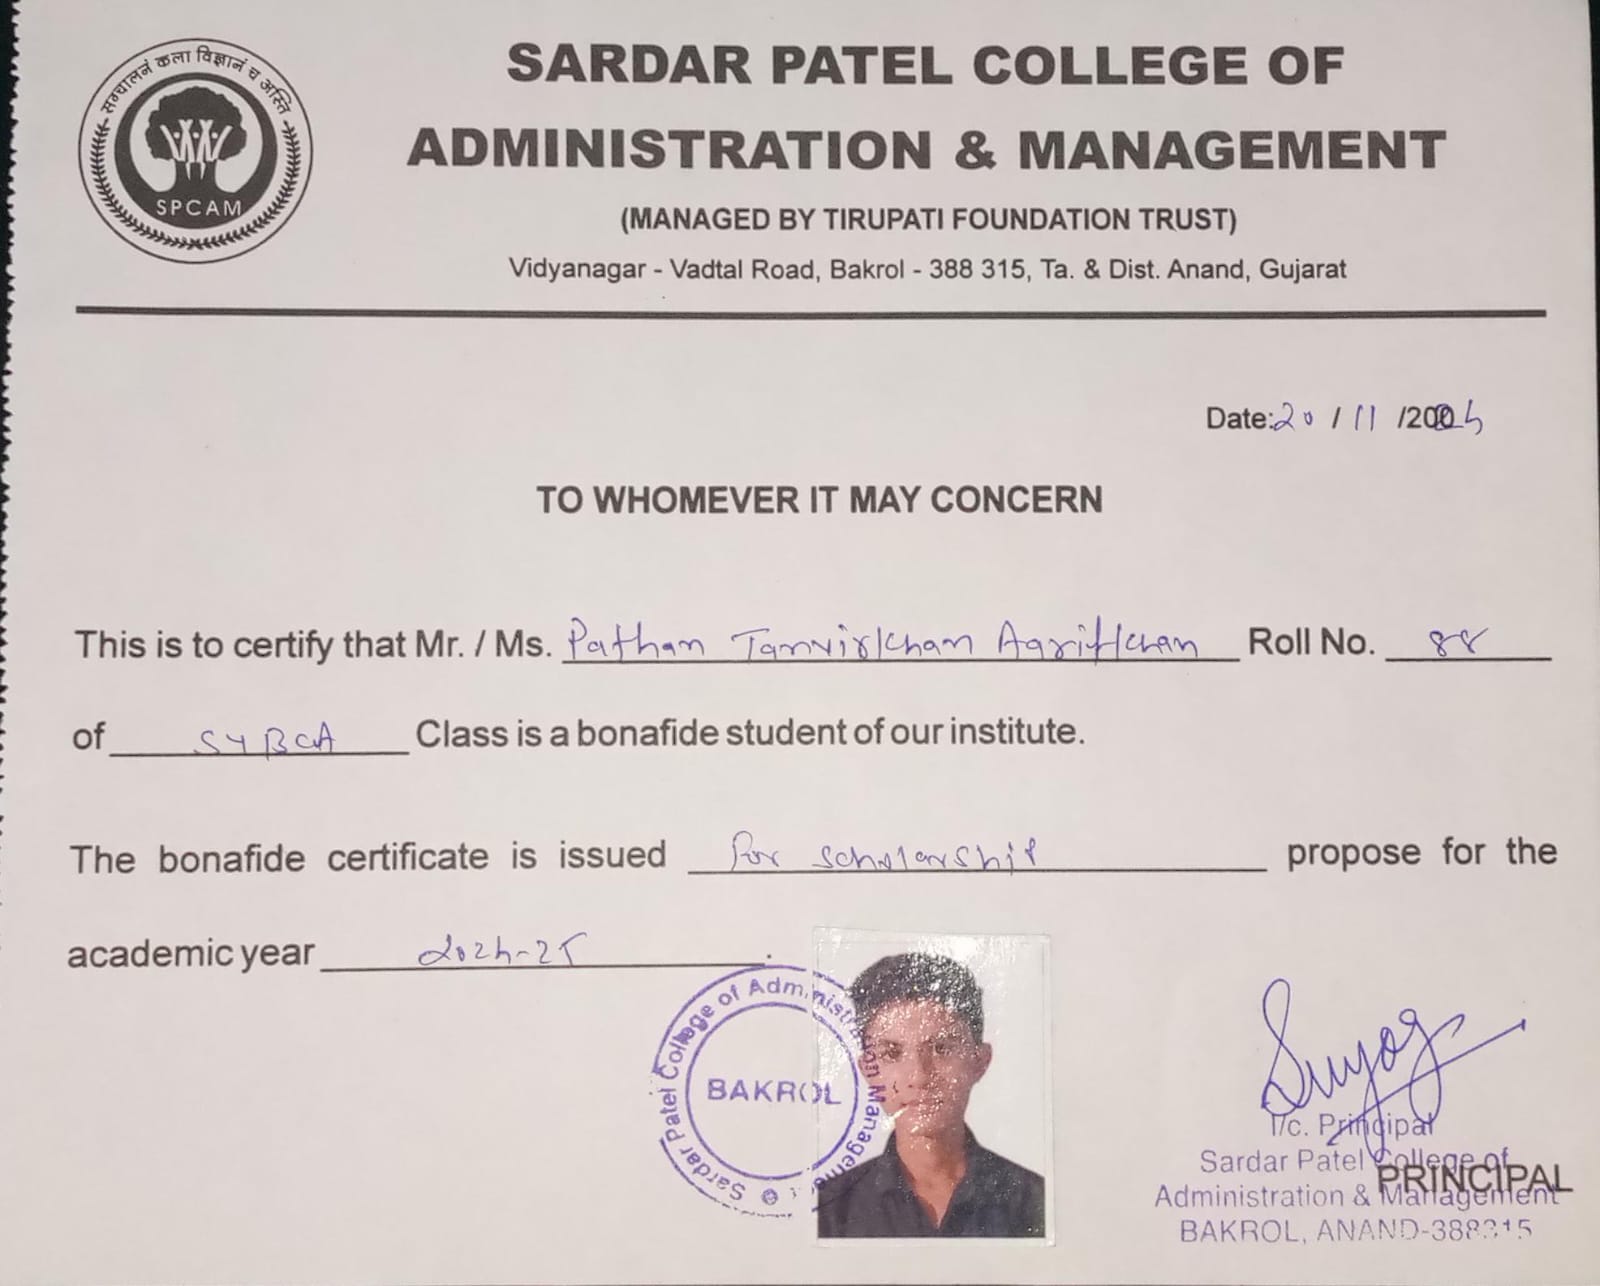 सञ्चालनं कला विज्ञानं च अस्ति
SPCAM
SARDAR PATEL COLLEGE OF
ADMINISTRATION & MANAGEMENT
(MANAGED BY TIRUPATI FOUNDATION TRUST)
Vidyanagar - Vadtal Road, Bakrol - 388 315, Ta. & Dist. Anand, Gujarat
Date: 20 / 11 /2024
TO WHOMEVER IT MAY CONCERN
This is to certify that Mr. / Ms. Pathan Tanvirkhan Aarifkhan Roll No. 88
of SYBCA Class is a bonafide student of our institute.
The bonafide certificate is issued for scholarship propose for the
academic year 2024-25.
Sardar Patel College of Administration Management
BAKROL
Suyog
I/c. Principal
Sardar Patel College of
PRINCIPAL
Administration & Management
BAKROL, ANAND-388315